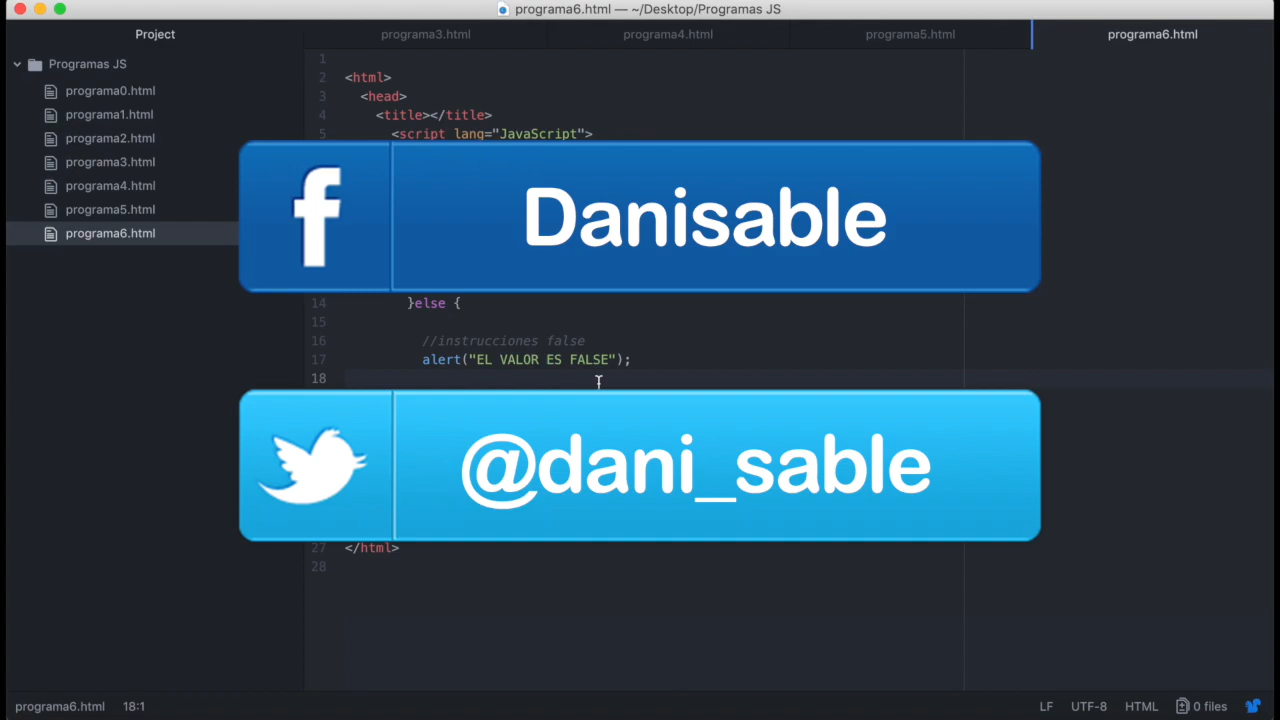 programa6.html — ~/Desktop/Programas JS
Project
programa3.html
programa4.html
programa5.html
programa6.html
Programas JS
programa0.html
programa1.html
programa2.html
programa3.html
programa4.html
programa5.html
programa6.html
1
2 <html>
3 <head>
4 <title></title>
5 <script lang="JavaScript">
f Danisable
14 }else {
15
16 //instrucciones false
17 alert("EL VALOR ES FALSE");
18
@dani_sable
27 </html>
28
programa6.html 18:1
LF UTF-8 HTML 0 files